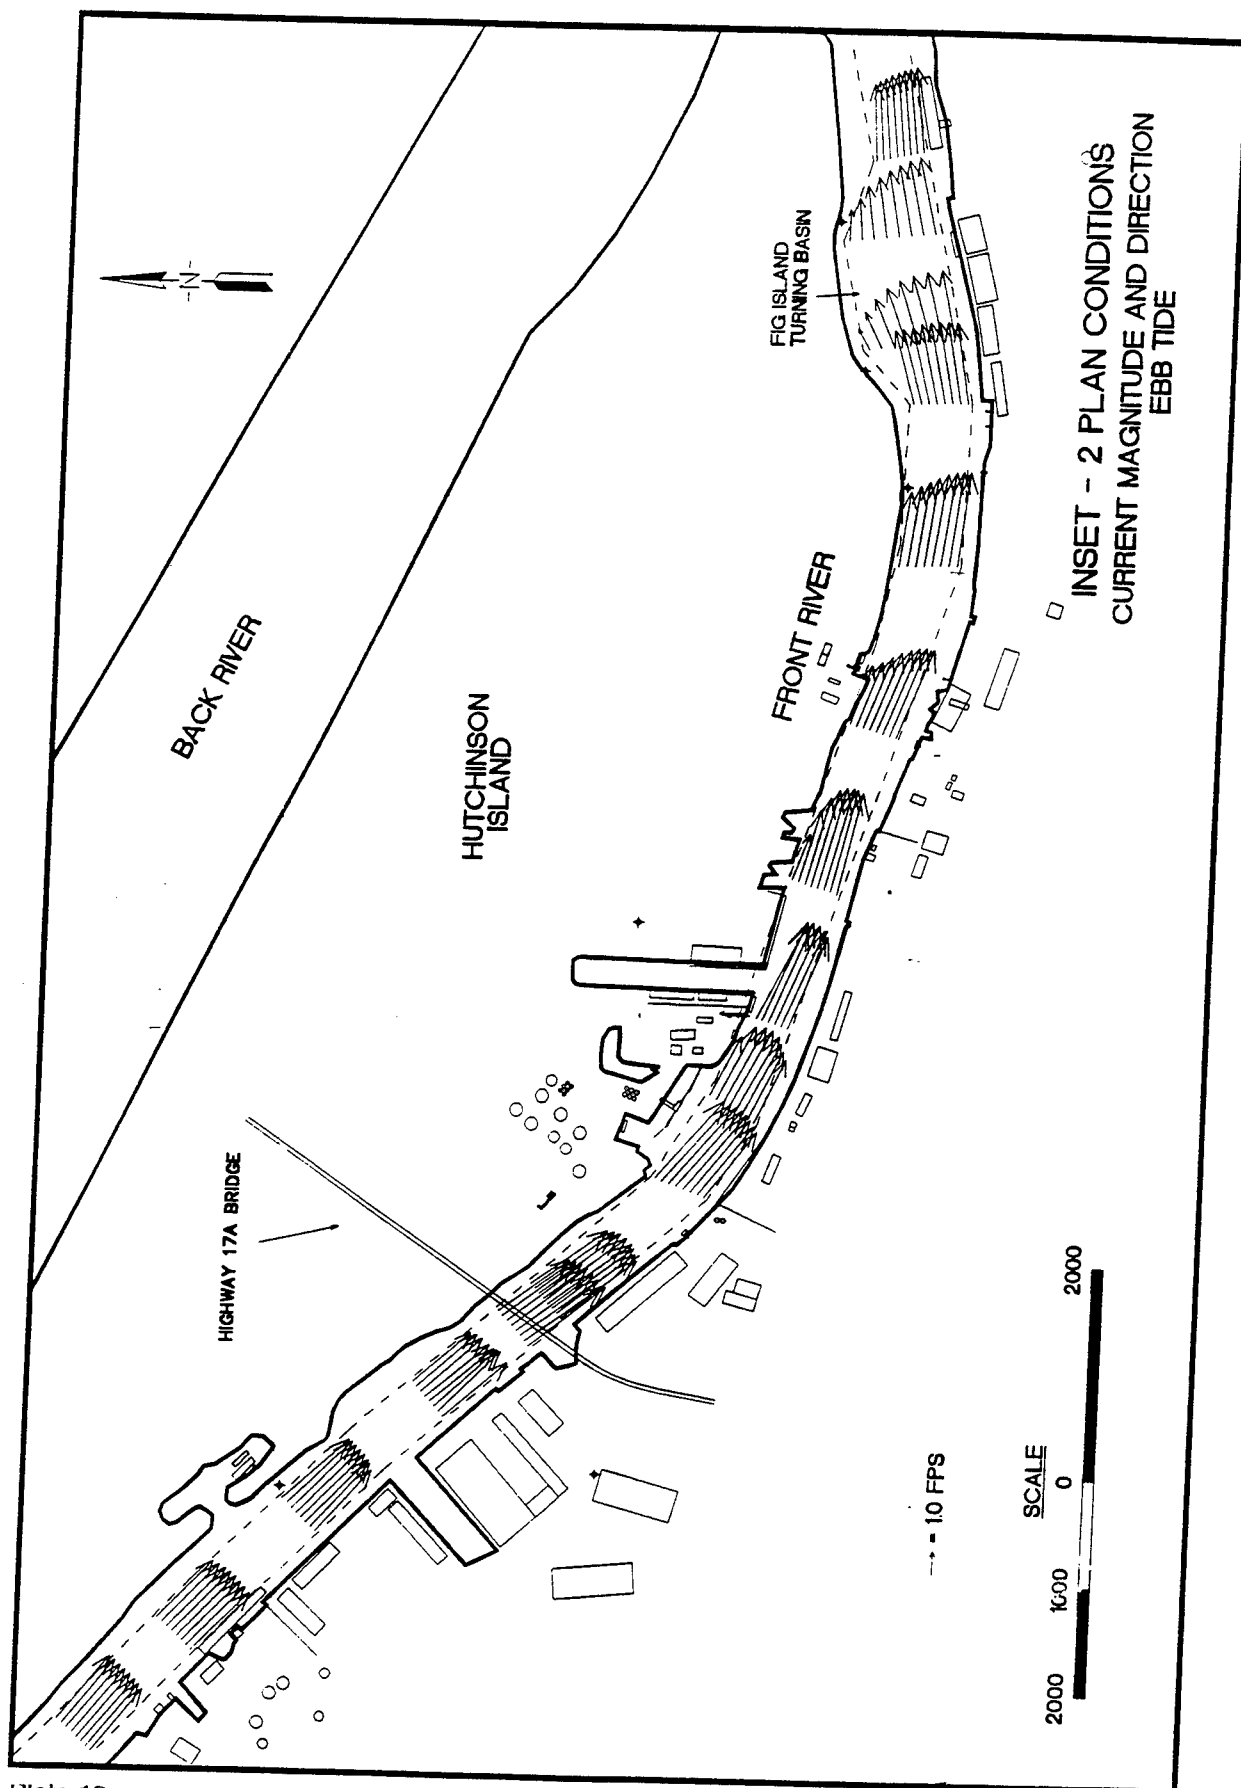 BACK RIVER
HUTCHINSON
ISLAND
FRONT RIVER
FIG ISLAND
TURNING BASIN
HIGHWAY 17A BRIDGE
-N-
INSET - 2 PLAN CONDITIONS
CURRENT MAGNITUDE AND DIRECTION
EBB TIDE
= 1.0 FPS
SCALE
2000 1000 0 2000